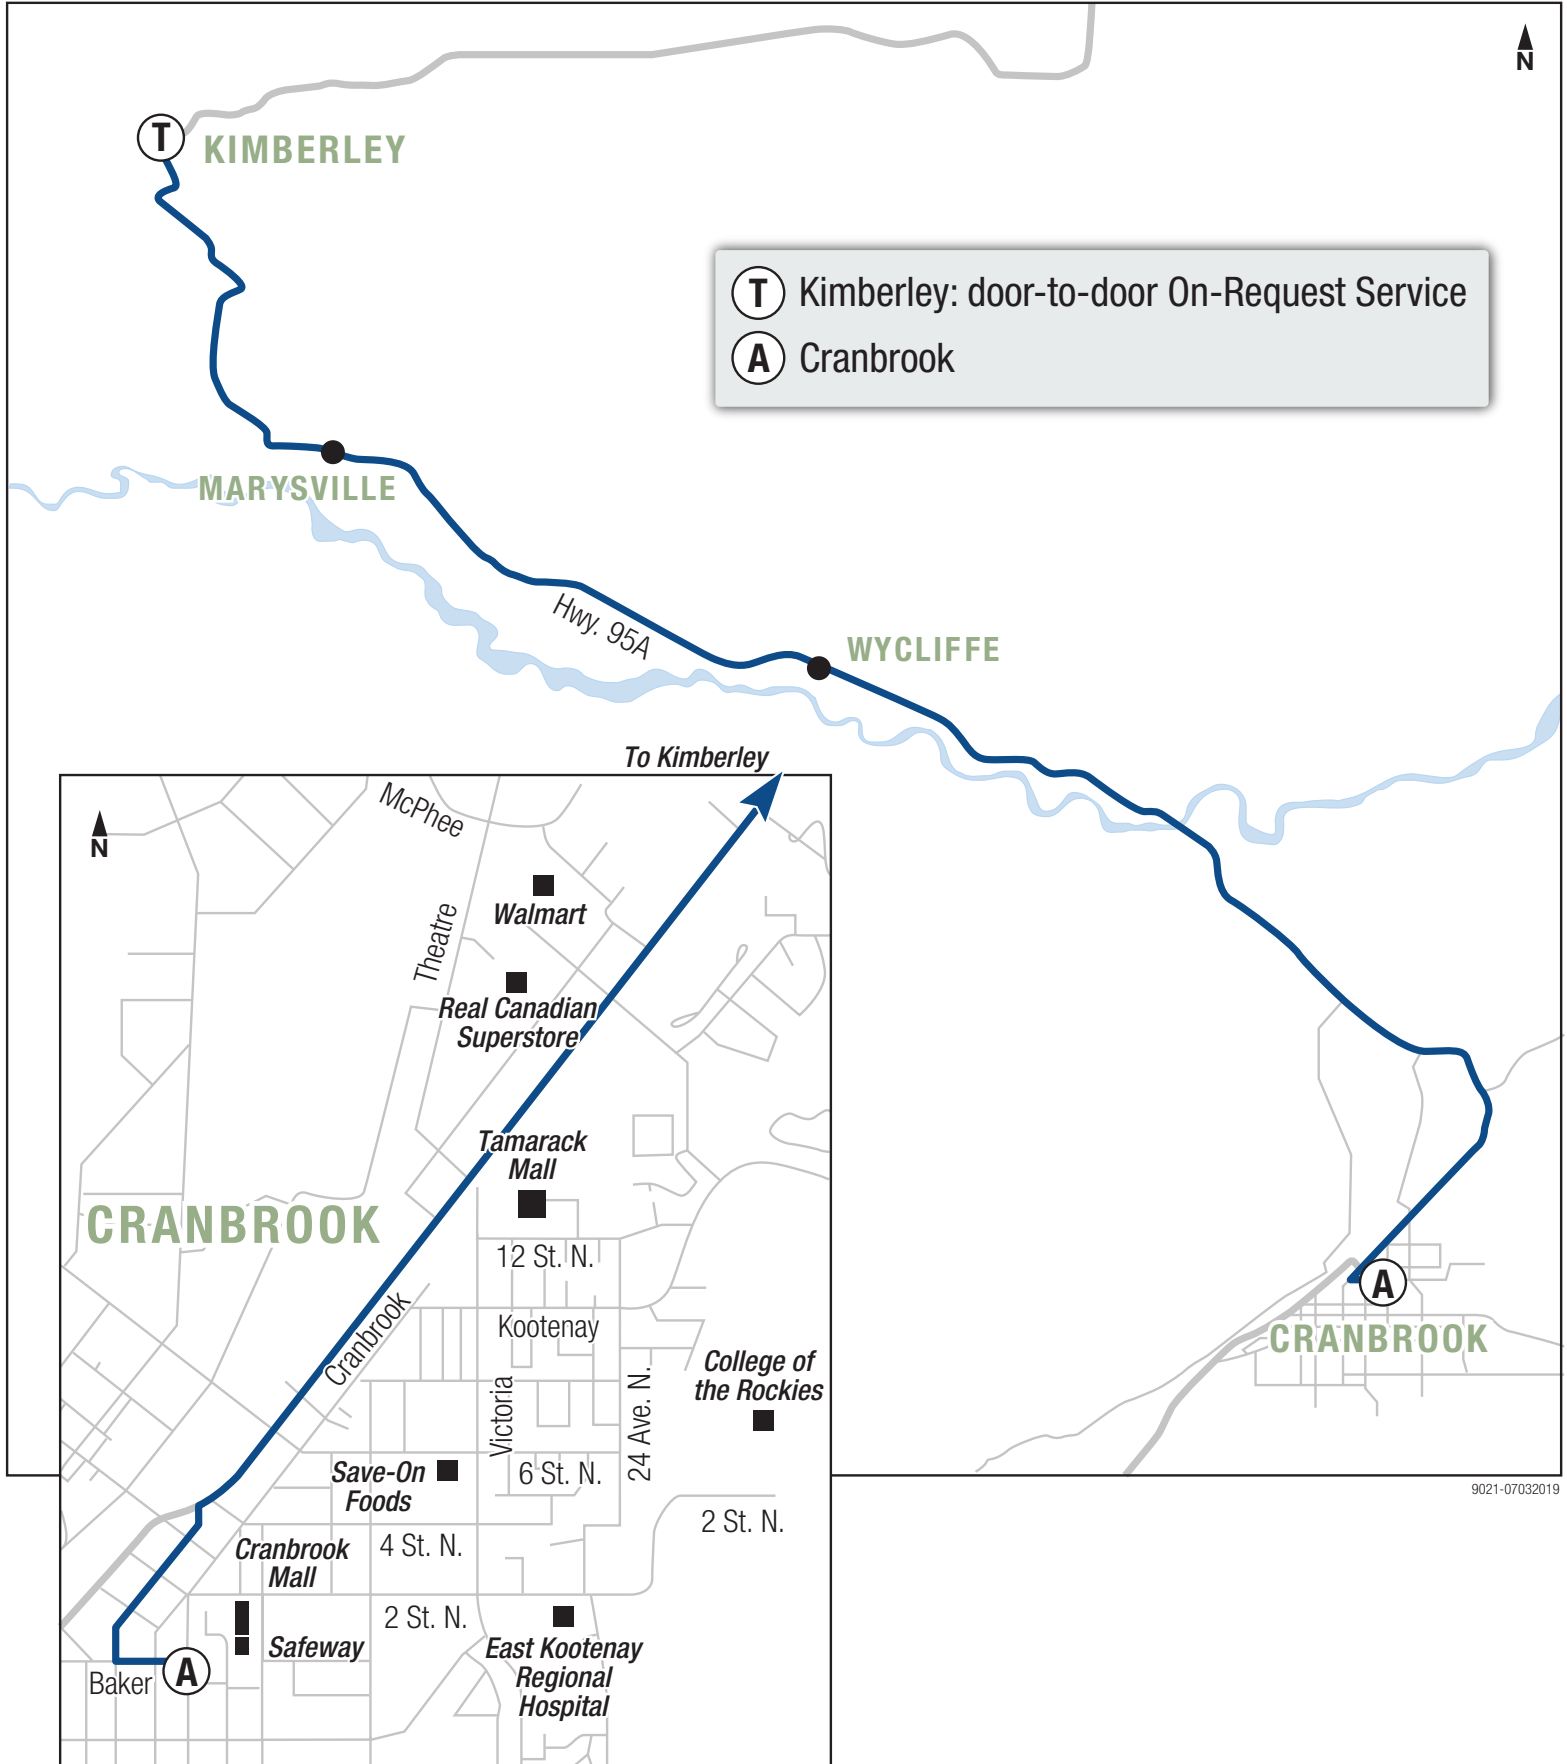 N
T
KIMBERLEY
T Kimberley: door-to-door On-Request Service
A Cranbrook
MARYSVILLE
Hwy. 95A
WYCLIFFE
To Kimberley
McPhee
N
Walmart
Theatre
Real Canadian
Superstore
Tamarack
Mall
CRANBROOK
12 St. N.
Cranbrook
Kootenay
A
CRANBROOK
College of
the Rockies
Victoria
24 Ave. N.
Save-On
Foods
6 St. N.
9021-07032019
2 St. N.
Cranbrook
Mall
4 St. N.
2 St. N.
Safeway
East Kootenay
Regional
Hospital
Baker
A